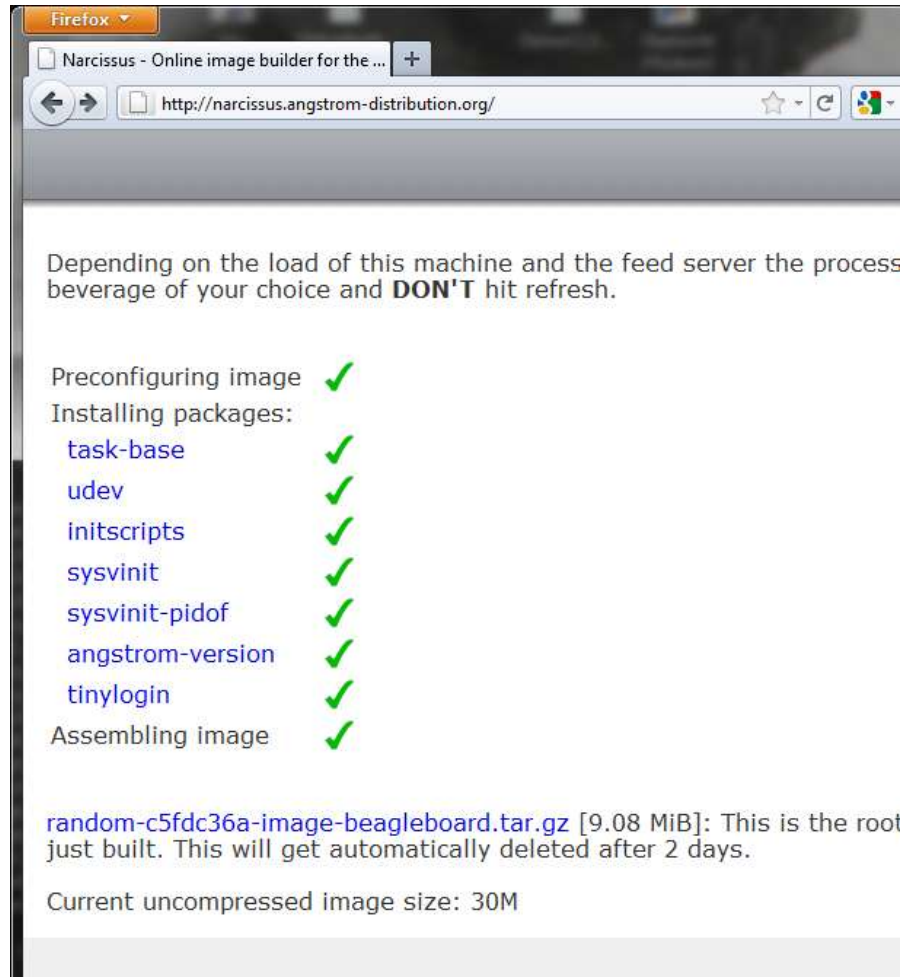 Firefox
Narcissus - Online image builder for the ...
http://narcissus.angstrom-distribution.org/
Depending on the load of this machine and the feed server the process
beverage of your choice and DON'T hit refresh.
Preconfiguring image
Installing packages:
task-base
udev
initscripts
sysvinit
sysvinit-pidof
angstrom-version
tinylogin
Assembling image
random-c5fdc36a-image-beagleboard.tar.gz [9.08 MiB]: This is the root
just built. This will get automatically deleted after 2 days.
Current uncompressed image size: 30M